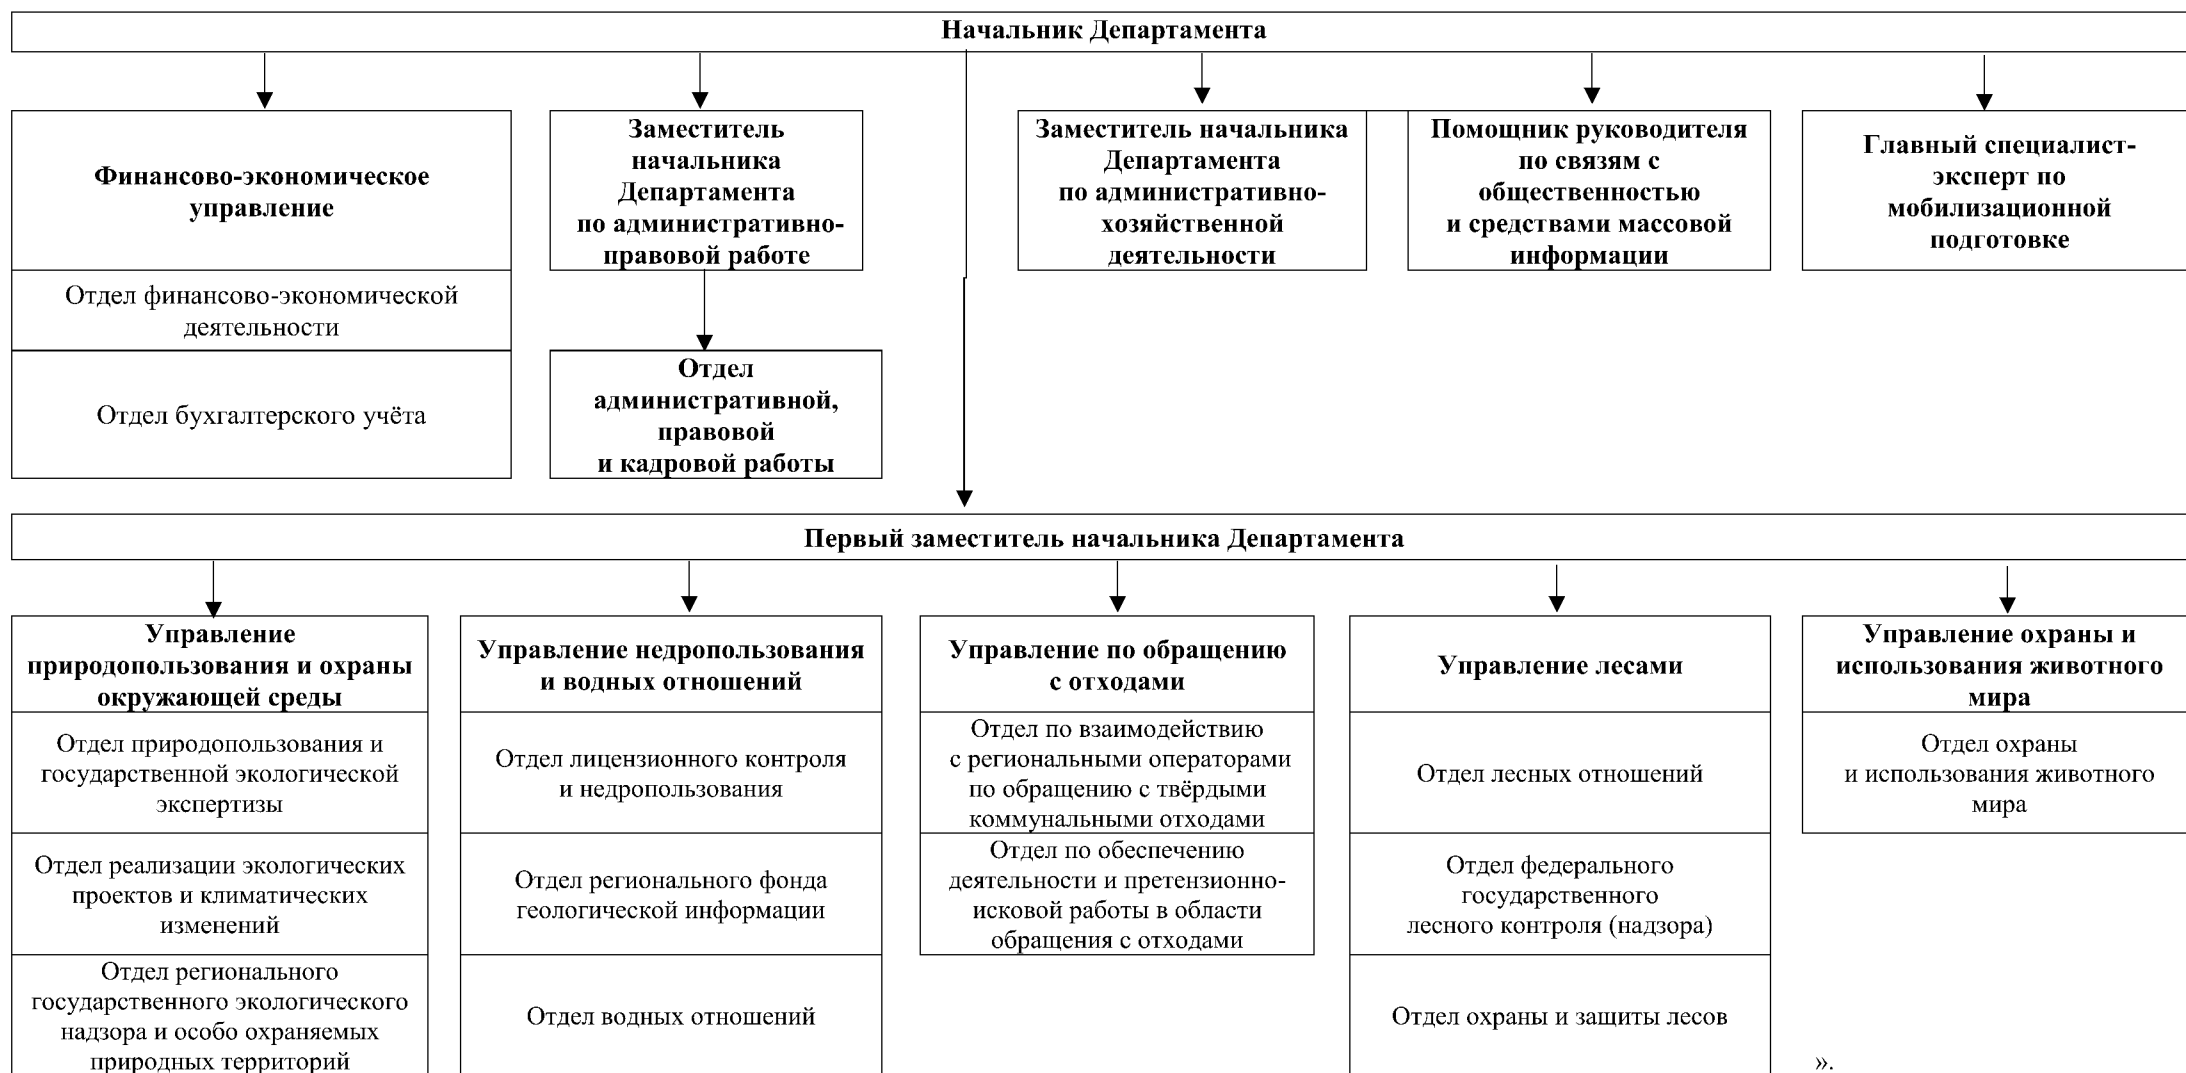 Начальник Департамента
Финансово-экономическое
управление
Отдел финансово-экономической
деятельности
Отдел бухгалтерского учёта
Заместитель
начальника
Департамента
по административно-
правовой работе
Отдел
административной,
правовой
и кадровой работы
Заместитель начальника
Департамента
по административно-
хозяйственной
деятельности
Помощник руководителя
по связям с
общественностью
и средствами массовой
информации
Главный специалист-
эксперт по
мобилизационной
подготовке
Первый заместитель начальника Департамента
Управление
природопользования и охраны
окружающей среды
Отдел природопользования и
государственной экологической
экспертизы
Отдел реализации экологических
проектов и климатических
изменений
Отдел регионального
государственного экологического
надзора и особо охраняемых
природных территорий
Управление недропользования
и водных отношений
Отдел лицензионного контроля
и недропользования
Отдел регионального фонда
геологической информации
Отдел водных отношений
Управление по обращению
с отходами
Отдел по взаимодействию
с региональными операторами
по обращению с твёрдыми
коммунальными отходами
Отдел по обеспечению
деятельности и претензионно-
исковой работы в области
обращения с отходами
Управление лесами
Отдел лесных отношений
Отдел федерального
государственного
лесного контроля (надзора)
Отдел охраны и защиты лесов
Управление охраны и
использования животного
мира
Отдел охраны
и использования животного
мира
».